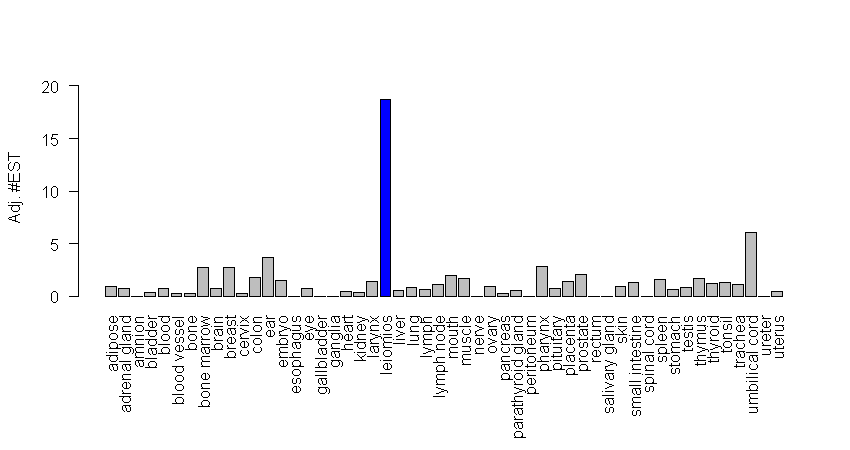 Adj. #EST
20
15
10
5
0
adipose
adrenal gland
amnion
bladder
blood
blood vessel
bone
bone marrow
brain
breast
cervix
colon
ear
embryo
esophagus
eye
gallbladder
ganglia
heart
kidney
larynx
leiomios
liver
lung
lymph
lymph node
mouth
muscle
nerve
ovary
pancreas
parathyroid gland
peritoneum
pharynx
pituitary
placenta
prostate
rectum
salivary gland
skin
small intestine
spinal cord
spleen
stomach
testis
thymus
thyroid
tonsil
trachea
umbilical cord
ureter
uterus